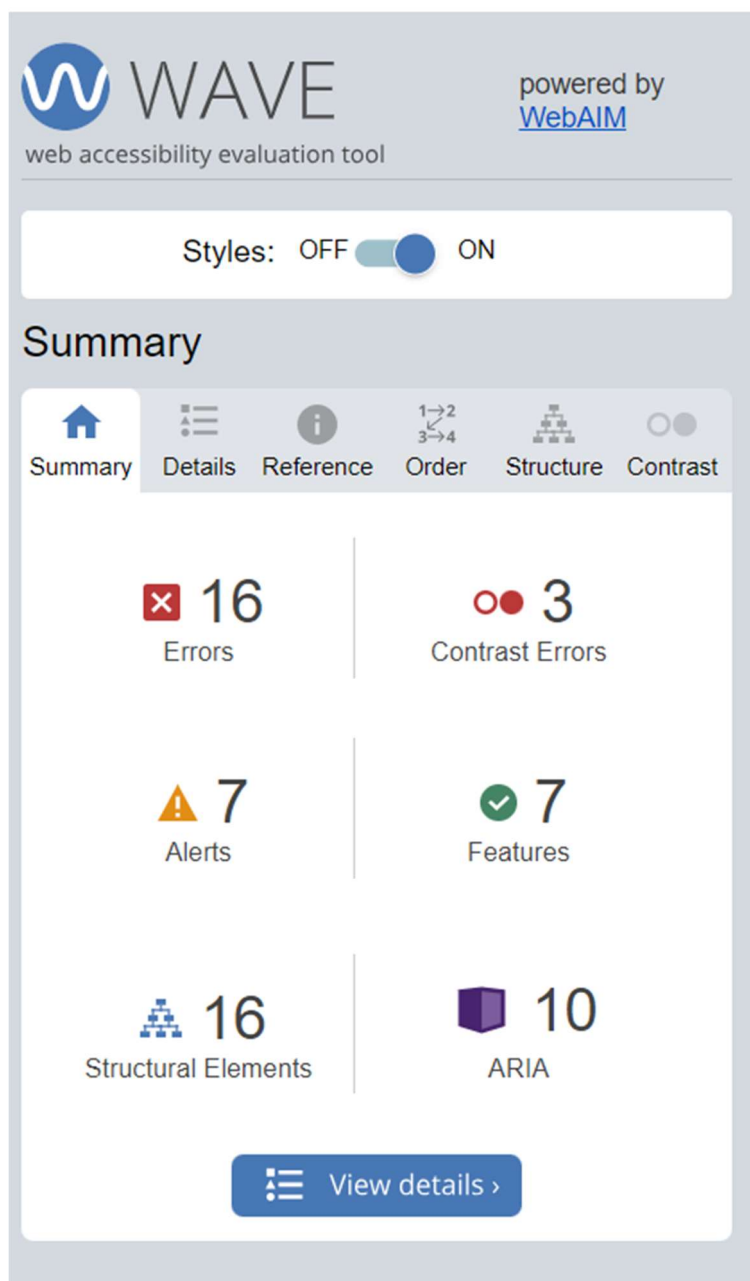 WAVE
powered by
WebAIM
web accessibility evaluation tool
Styles: OFF ON
Summary
1→2
3→4
Summary Details Reference Order Structure Contrast
16 3
Errors Contrast Errors
7 7
Alerts Features
16 10
Structural Elements ARIA
View details ›